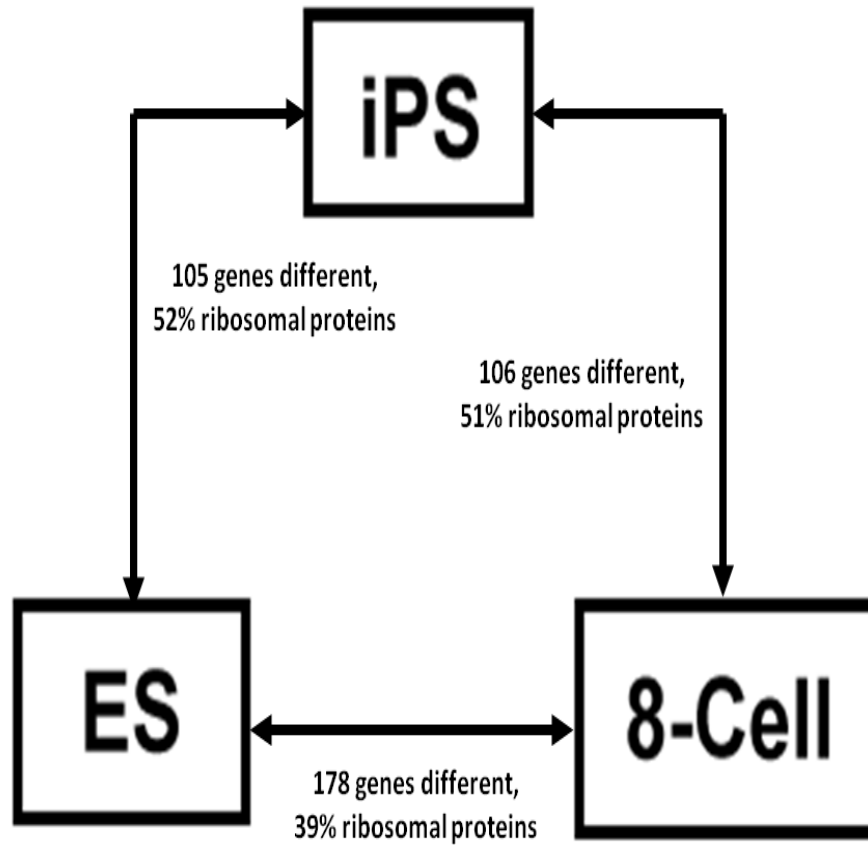 iPS
105 genes different,
52% ribosomal proteins
106 genes different,
51% ribosomal proteins
ES
8-Cell
178 genes different,
39% ribosomal proteins